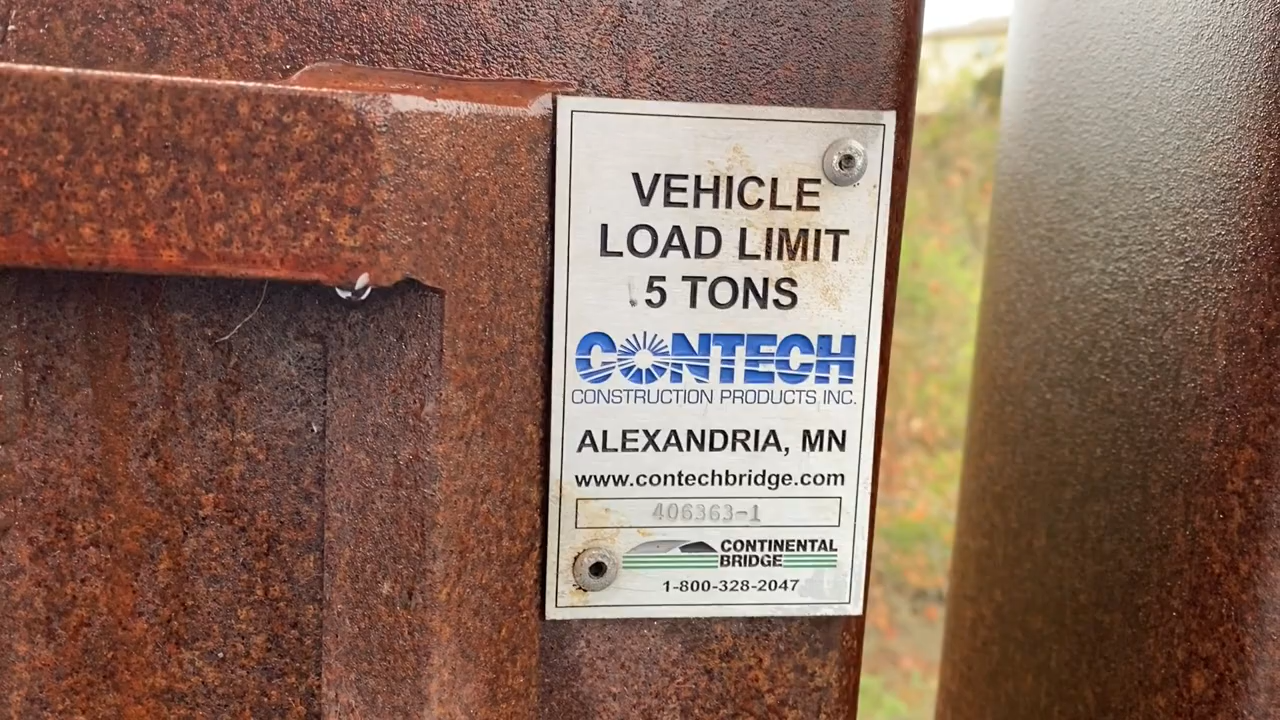 VEHICLE
LOAD LIMIT
5 TONS
CONTECH
CONSTRUCTION PRODUCTS INC.
ALEXANDRIA, MN
www.contechbridge.com
406363-1
CONTINENTAL
BRIDGE
1-800-328-2047